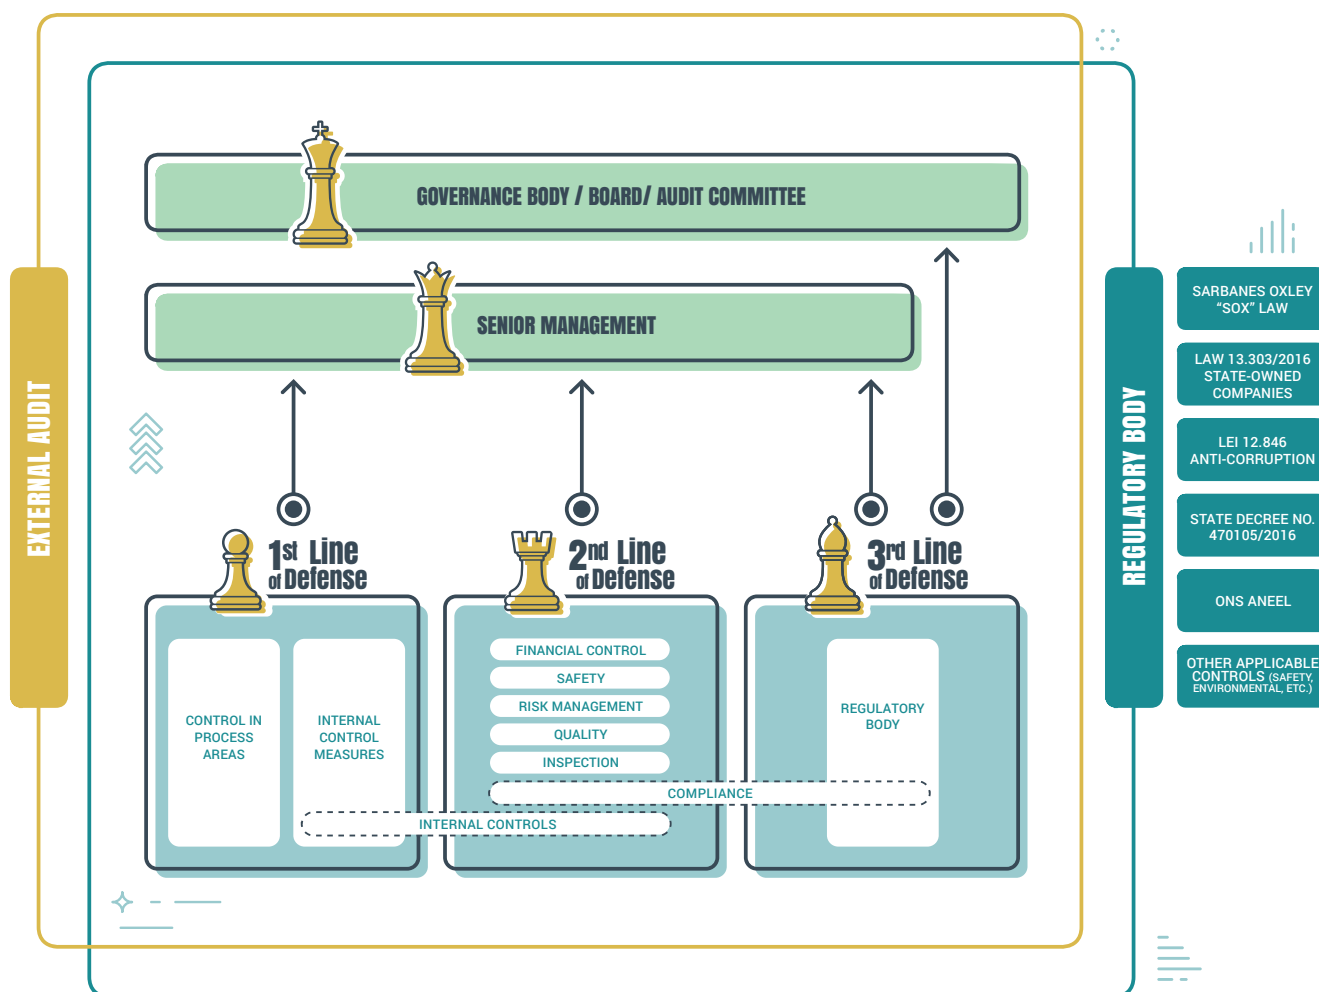 GOVERNANCE BODY / BOARD/ AUDIT COMMITTEE
SENIOR MANAGEMENT
EXTERNAL AUDIT
1st Line
of Defense
2nd Line
of Defense
3rd Line
of Defense
CONTROL IN
PROCESS
AREAS
INTERNAL
CONTROL
MEASURES
FINANCIAL CONTROL
SAFETY
RISK MANAGEMENT
QUALITY
INSPECTION
COMPLIANCE
INTERNAL CONTROLS
REGULATORY
BODY
REGULATORY BODY
SARBANES OXLEY
“SOX” LAW
LAW 13.303/2016
STATE-OWNED
COMPANIES
LEI 12.846
ANTI-CORRUPTION
STATE DECREE NO.
470105/2016
ONS ANEEL
OTHER APPLICABLE
CONTROLS (SAFETY,
ENVIRONMENTAL, ETC.)